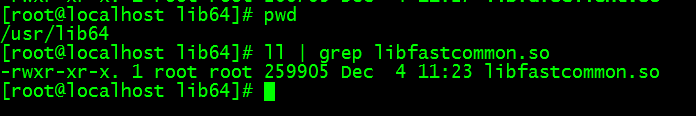 [root@localhost lib64]# pwd
/usr/lib64
[root@localhost lib64]# ll | grep libfastcommon.so
-rwxr-xr-x. 1 root root 259905 Dec  4 11:23 libfastcommon.so
[root@localhost lib64]#